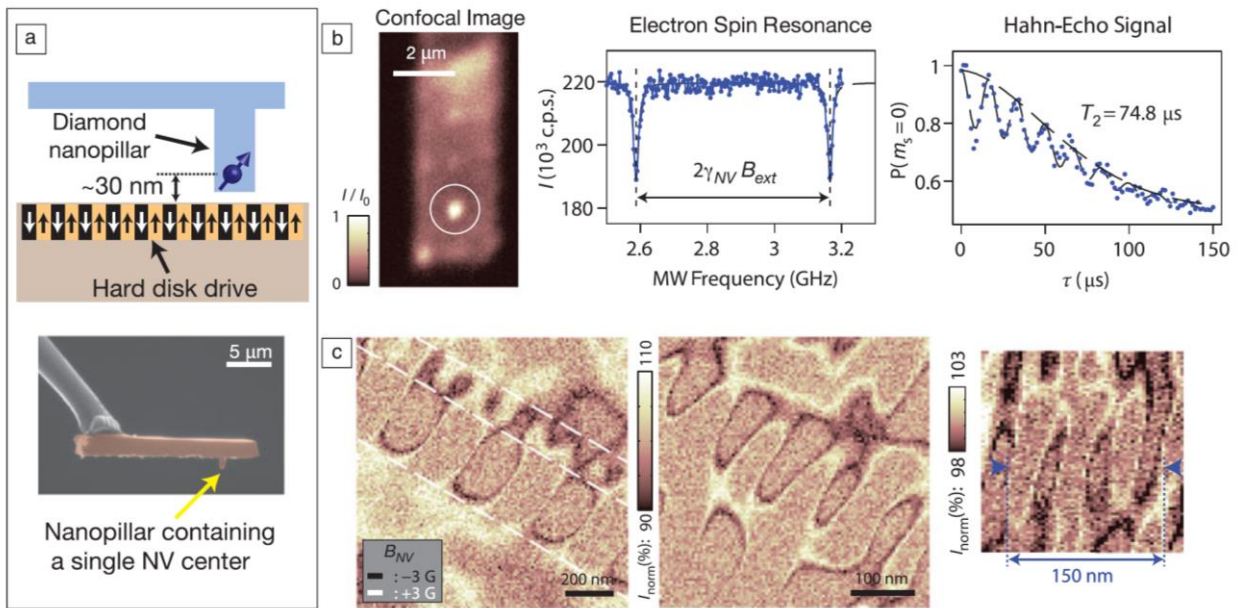 a
Diamond
nanopillar
~30 nm
Hard disk drive
5 μm
Nanopillar containing
a single NV center
b
Confocal Image
2 μm
I / I₀
1
0
Electron Spin Resonance
I (10³ c.p.s.)
220
200
180
2γNV Bext
2.6
2.8
3
3.2
MW Frequency (GHz)
Hahn-Echo Signal
P(mₛ = 0)
1
0.8
0.6
T₂ = 74.8 μs
0
50
100
150
τ (μs)
c
BNV
: −3 G
: +3 G
200 nm
Inorm(%): 90
110
100 nm
Inorm(%): 98
103
150 nm